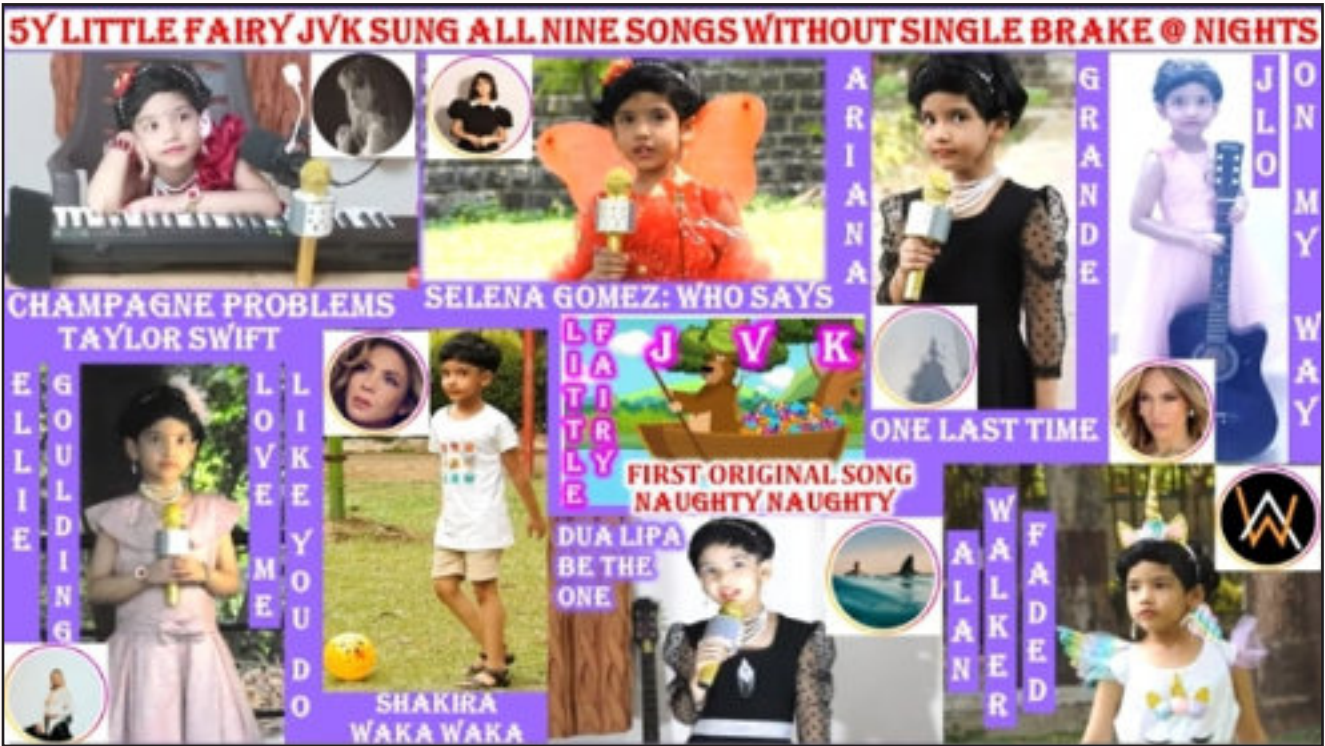 5Y LITTLE FAIRY JVK SUNG ALL NINE SONGS WITHOUT SINGLE BRAKE @ NIGHTS
CHAMPAGNE PROBLEMS
TAYLOR SWIFT
SELENA GOMEZ: WHO SAYS
ARIANA
GRANDE
ONE LAST TIME
JLO
ON MY WAY
ELLIE
GOULDING
LOVE ME
LIKE YOU DO
SHAKIRA
WAKA WAKA
LITTLE
FAIRY
J V K
FIRST ORIGINAL SONG
NAUGHTY NAUGHTY
DUA LIPA
BE THE
ONE
ALAN
WALKER
FADED